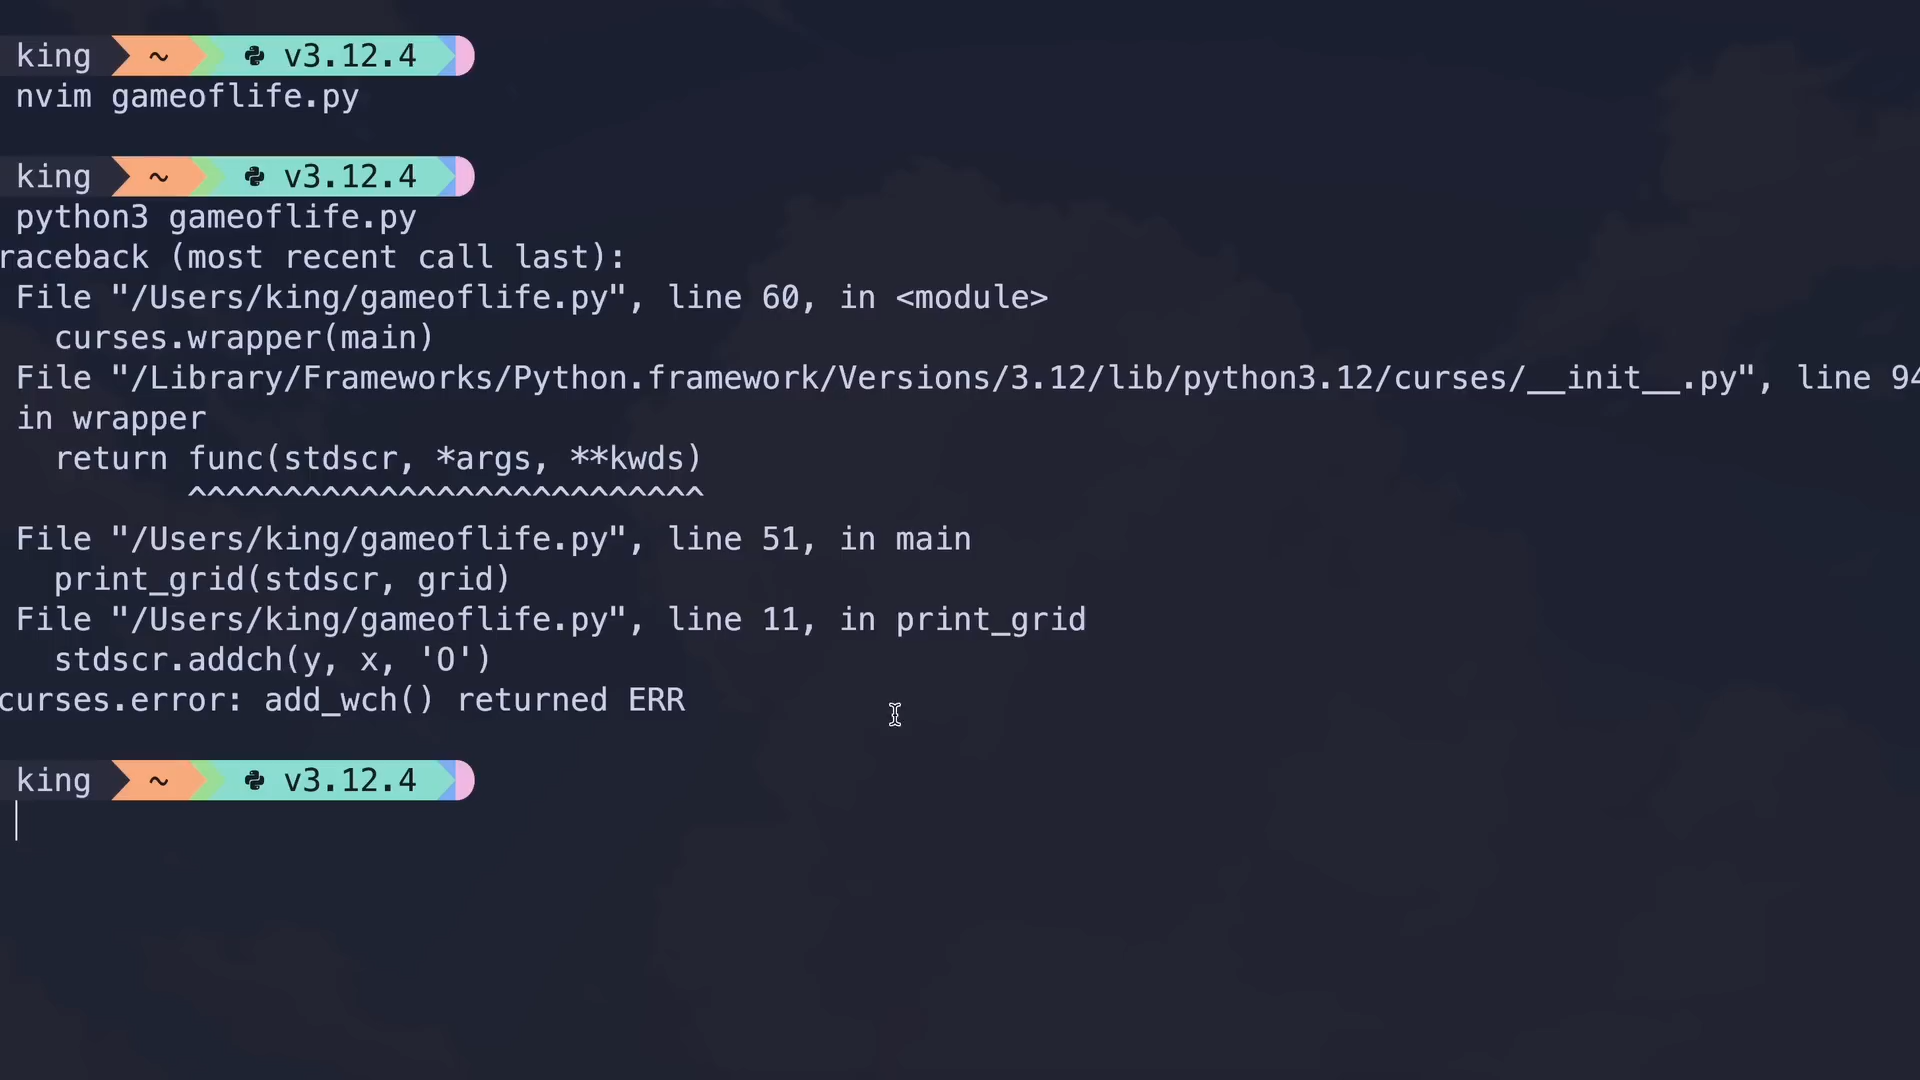 king ~ v3.12.4
nvim gameoflife.py
king ~ v3.12.4
python3 gameoflife.py
raceback (most recent call last):
File "/Users/king/gameoflife.py", line 60, in <module>
curses.wrapper(main)
File "/Library/Frameworks/Python.framework/Versions/3.12/lib/python3.12/curses/__init__.py", line 94
in wrapper
return func(stdscr, *args, **kwds)
^^^^^^^^^^^^^^^^^^^^^^^^^^^
File "/Users/king/gameoflife.py", line 51, in main
print_grid(stdscr, grid)
File "/Users/king/gameoflife.py", line 11, in print_grid
stdscr.addch(y, x, 'O')
curses.error: add_wch() returned ERR
king ~ v3.12.4